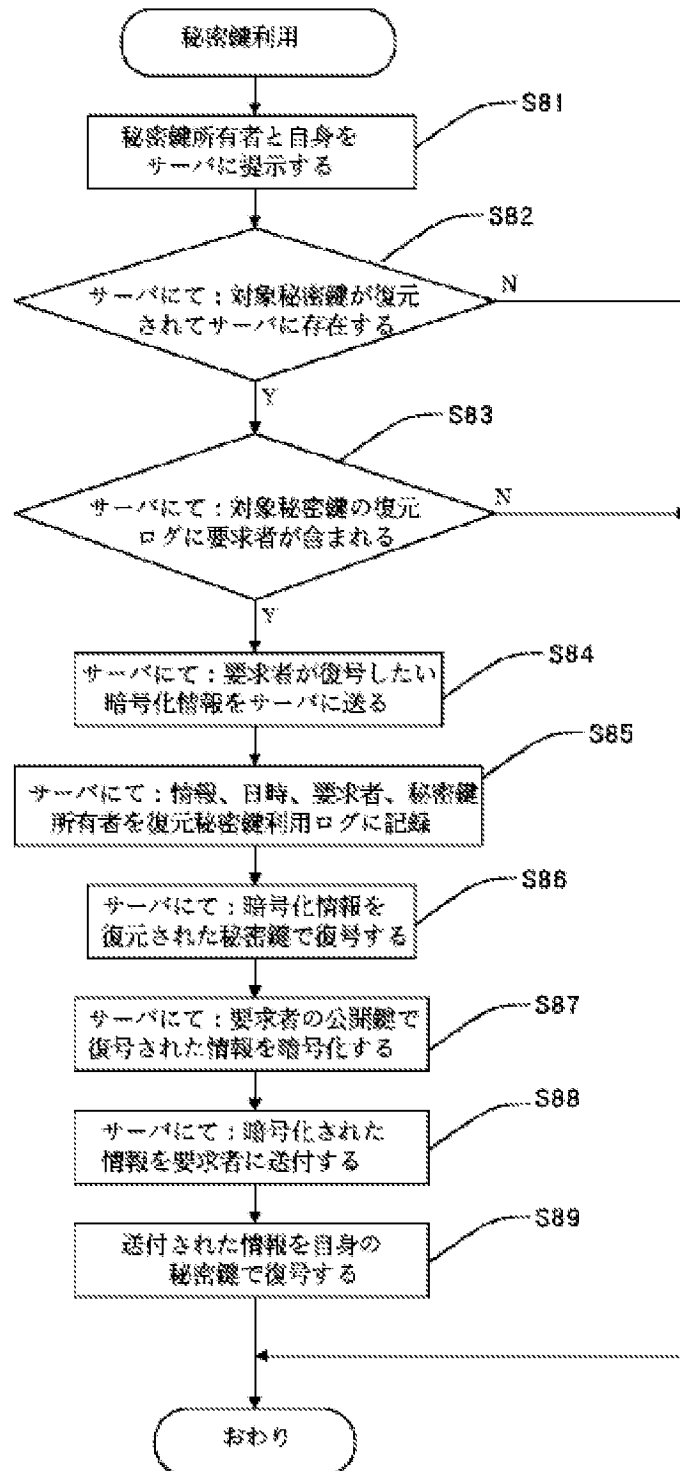 秘密鍵利用
S81
秘密鍵所有者と自身を
サーバに提示する
S82
サーバにて：対象秘密鍵が復元
されてサーバに存在する
N
Y
S83
サーバにて：対象秘密鍵の復元
ログに要求者が含まれる
N
Y
S84
サーバにて：要求者が復号したい
暗号化情報をサーバに送る
S85
サーバにて：情報、日時、要求者、秘密鍵
所有者を復元秘密鍵利用ログに記録
S86
サーバにて：暗号化情報を
復元された秘密鍵で復号する
S87
サーバにて：要求者の公開鍵で
復号された情報を暗号化する
S88
サーバにて：暗号化された
情報を要求者に送付する
S89
送付された情報を自身の
秘密鍵で復号する
おわり